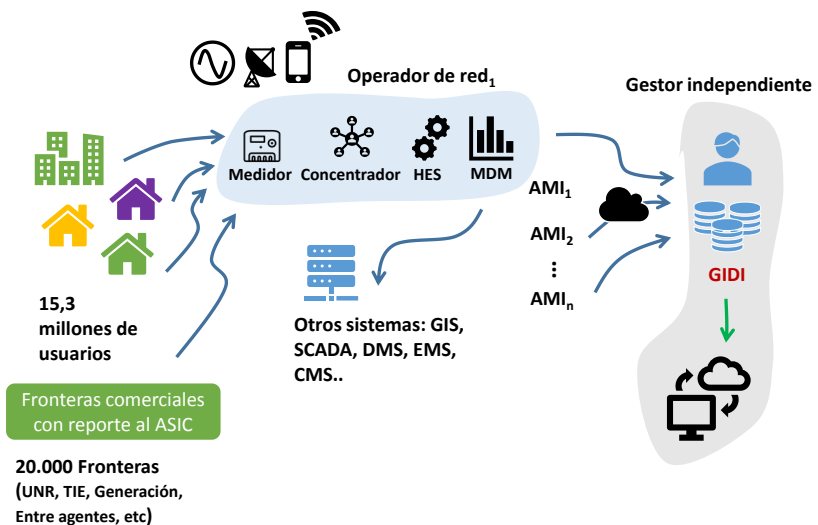 Operador de red1
Gestor independiente
Medidor
Concentrador
HES
MDM
AMI1
AMI2
⋮
AMIn
GIDI
15,3
millones de
usuarios
Otros sistemas: GIS,
SCADA, DMS, EMS,
CMS..
Fronteras comerciales
con reporte al ASIC
20.000 Fronteras
(UNR, TIE, Generación,
Entre agentes, etc)